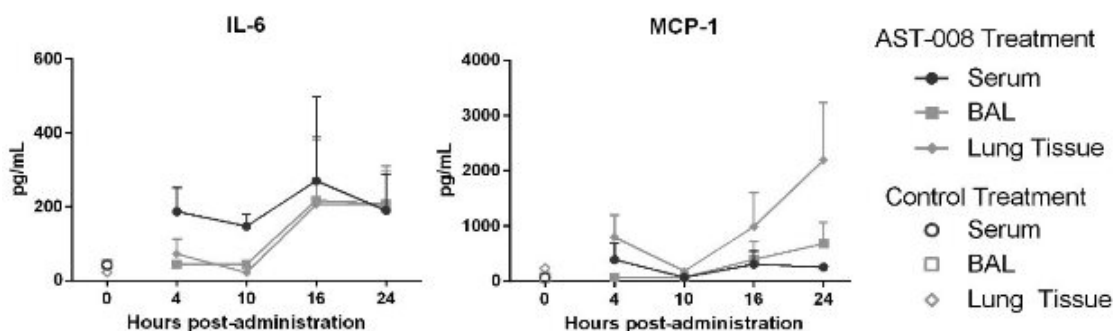 IL-6
600
400
200
0
pg/mL
0 4 10 16 24
Hours post-administration
MCP-1
4000
3000
2000
1000
0
pg/mL
0 4 10 16 24
Hours post-administration
AST-008 Treatment
Serum
BAL
Lung Tissue
Control Treatment
Serum
BAL
Lung Tissue